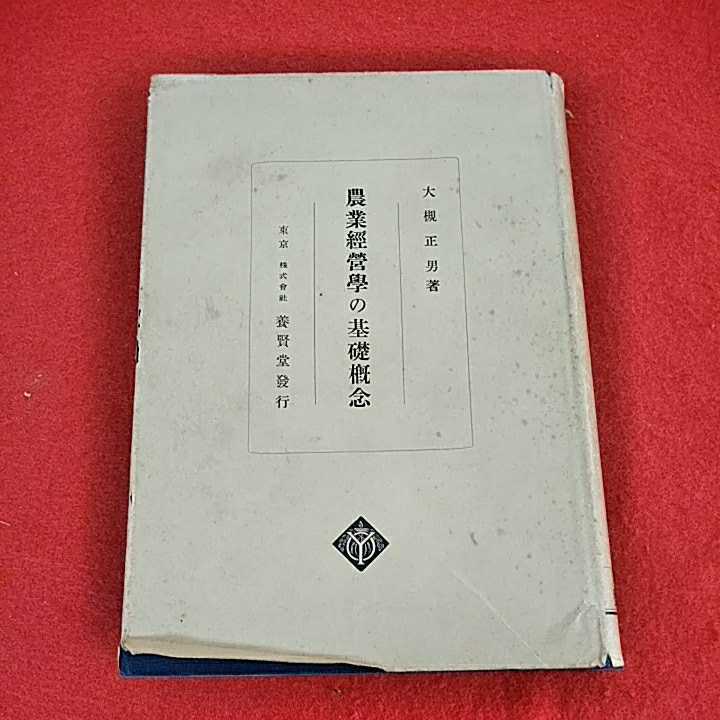 大槻正男著
農業經營學の基礎槪念
東京 株式會社 養賢堂發行